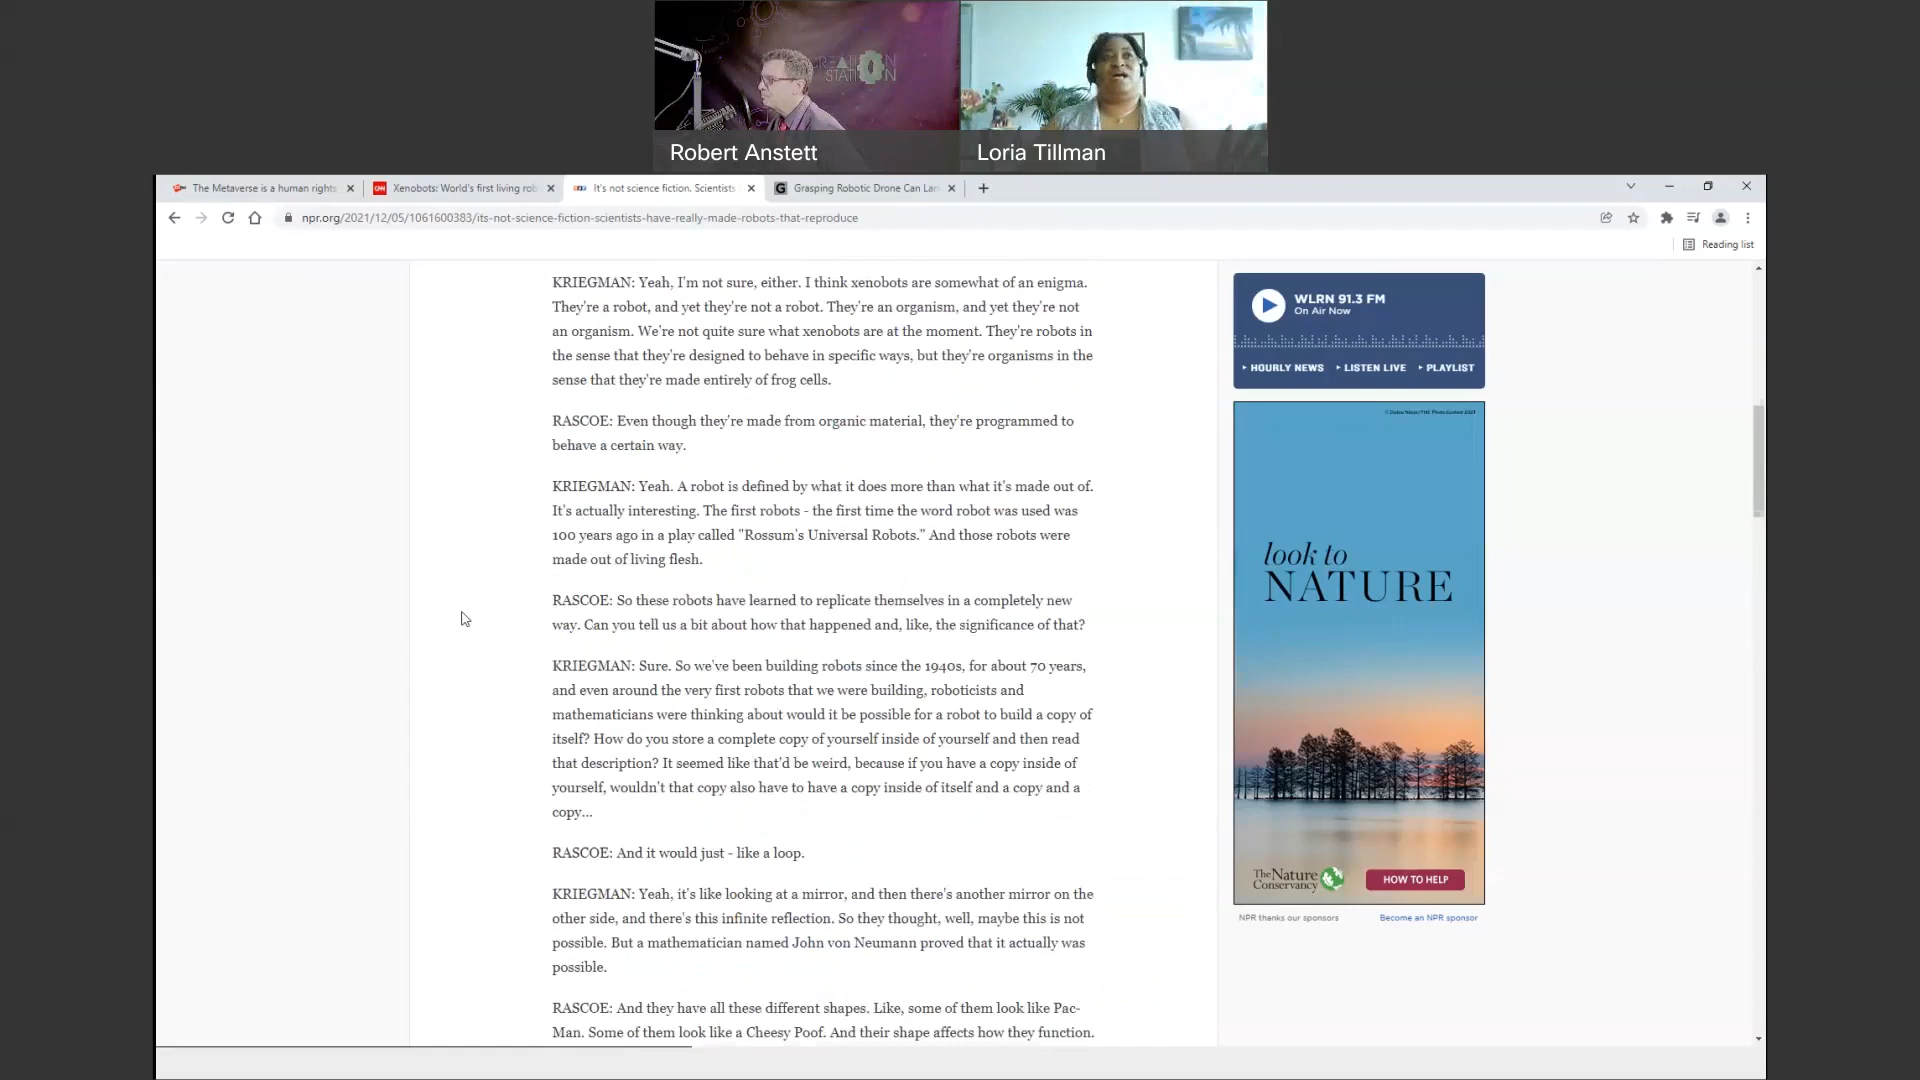 CREATION
STATION
Robert Anstett
Loria Tillman
The Metaverse is a human rights
Xenobots: World's first living rob
It's not science fiction. Scientists
Grasping Robotic Drone Can Lan
npr.org/2021/12/05/1061600383/its-not-science-fiction-scientists-have-really-made-robots-that-reproduce
Reading list
KRIEGMAN: Yeah, I'm not sure, either. I think xenobots are somewhat of an enigma.
They're a robot, and yet they're not a robot. They're an organism, and yet they're not
an organism. We're not quite sure what xenobots are at the moment. They're robots in
the sense that they're designed to behave in specific ways, but they're organisms in the
sense that they're made entirely of frog cells.
RASCOE: Even though they're made from organic material, they're programmed to
behave a certain way.
KRIEGMAN: Yeah. A robot is defined by what it does more than what it's made out of.
It's actually interesting. The first robots - the first time the word robot was used was
100 years ago in a play called "Rossum's Universal Robots." And those robots were
made out of living flesh.
RASCOE: So these robots have learned to replicate themselves in a completely new
way. Can you tell us a bit about how that happened and, like, the significance of that?
KRIEGMAN: Sure. So we've been building robots since the 1940s, for about 70 years,
and even around the very first robots that we were building, roboticists and
mathematicians were thinking about would it be possible for a robot to build a copy of
itself? How do you store a complete copy of yourself inside of yourself and then read
that description? It seemed like that'd be weird, because if you have a copy inside of
yourself, wouldn't that copy also have to have a copy inside of itself and a copy and a
copy...
RASCOE: And it would just - like a loop.
KRIEGMAN: Yeah, it's like looking at a mirror, and then there's another mirror on the
other side, and there's this infinite reflection. So they thought, well, maybe this is not
possible. But a mathematician named John von Neumann proved that it actually was
possible.
RASCOE: And they have all these different shapes. Like, some of them look like Pac-
Man. Some of them look like a Cheesy Poof. And their shape affects how they function.
WLRN 91.3 FM
On Air Now
HOURLY NEWS LISTEN LIVE PLAYLIST
look to
NATURE
The Nature
Conservancy
HOW TO HELP
NPR thanks our sponsors
Become an NPR sponsor